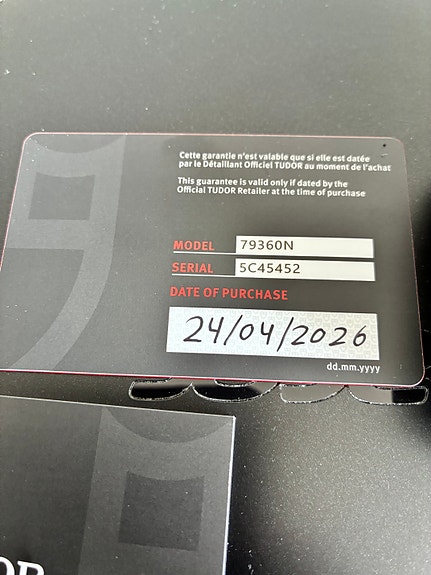 Cette garantie n'est valable que si elle est datée
par le Détaillant Officiel TUDOR au moment de l'achat
This guarantee is valid only if dated by the
Official TUDOR Retailer at the time of purchase
MODEL 79360N
SERIAL 5C45452
DATE OF PURCHASE
24/04/2026
dd.mm.yyyy